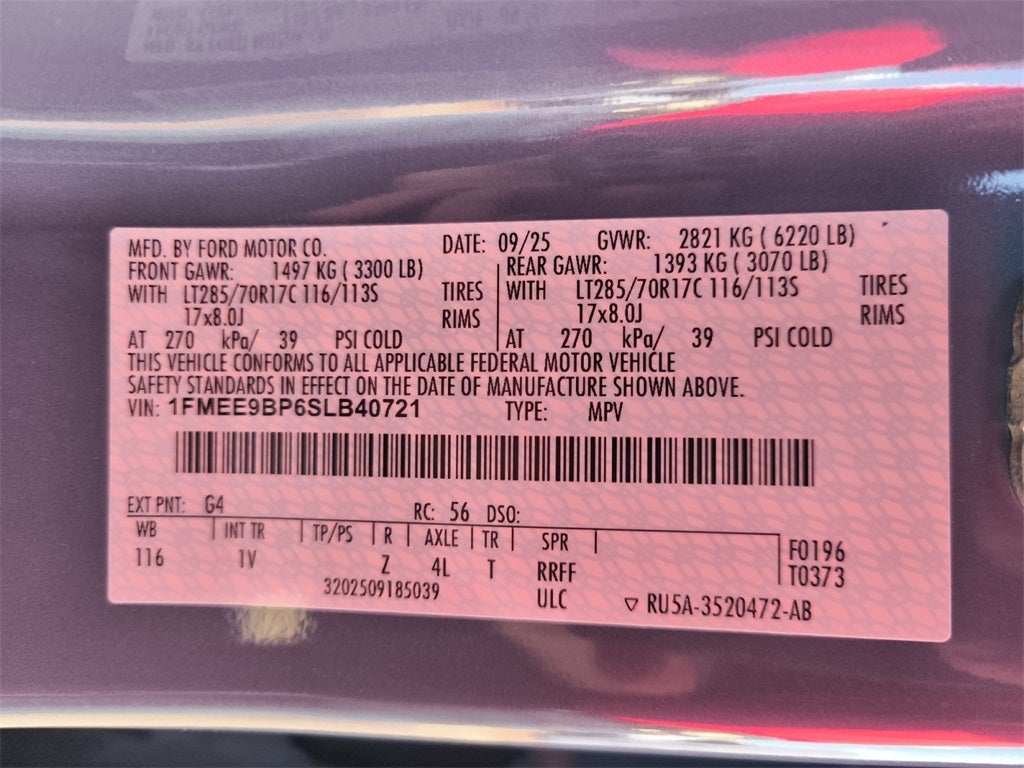 MFD. BY FORD MOTOR CO. DATE: 09/25 GVWR: 2821 KG ( 6220 LB)
FRONT GAWR: 1497 KG ( 3300 LB) REAR GAWR: 1393 KG ( 3070 LB)
WITH LT285/70R17C 116/113S TIRES WITH LT285/70R17C 116/113S TIRES
17x8.0J RIMS 17x8.0J RIMS
AT 270 kPa/ 39 PSI COLD AT 270 kPa/ 39 PSI COLD
THIS VEHICLE CONFORMS TO ALL APPLICABLE FEDERAL MOTOR VEHICLE
SAFETY STANDARDS IN EFFECT ON THE DATE OF MANUFACTURE SHOWN ABOVE.
VIN: 1FMEE9BP6SLB40721 TYPE: MPV
EXT PNT: G4 RC: 56 DSO:
WB INT TR TP/PS R AXLE TR SPR F0196
116 1V Z 4L T RRFF T0373
3202509185039 ULC ▽ RU5A-3520472-AB